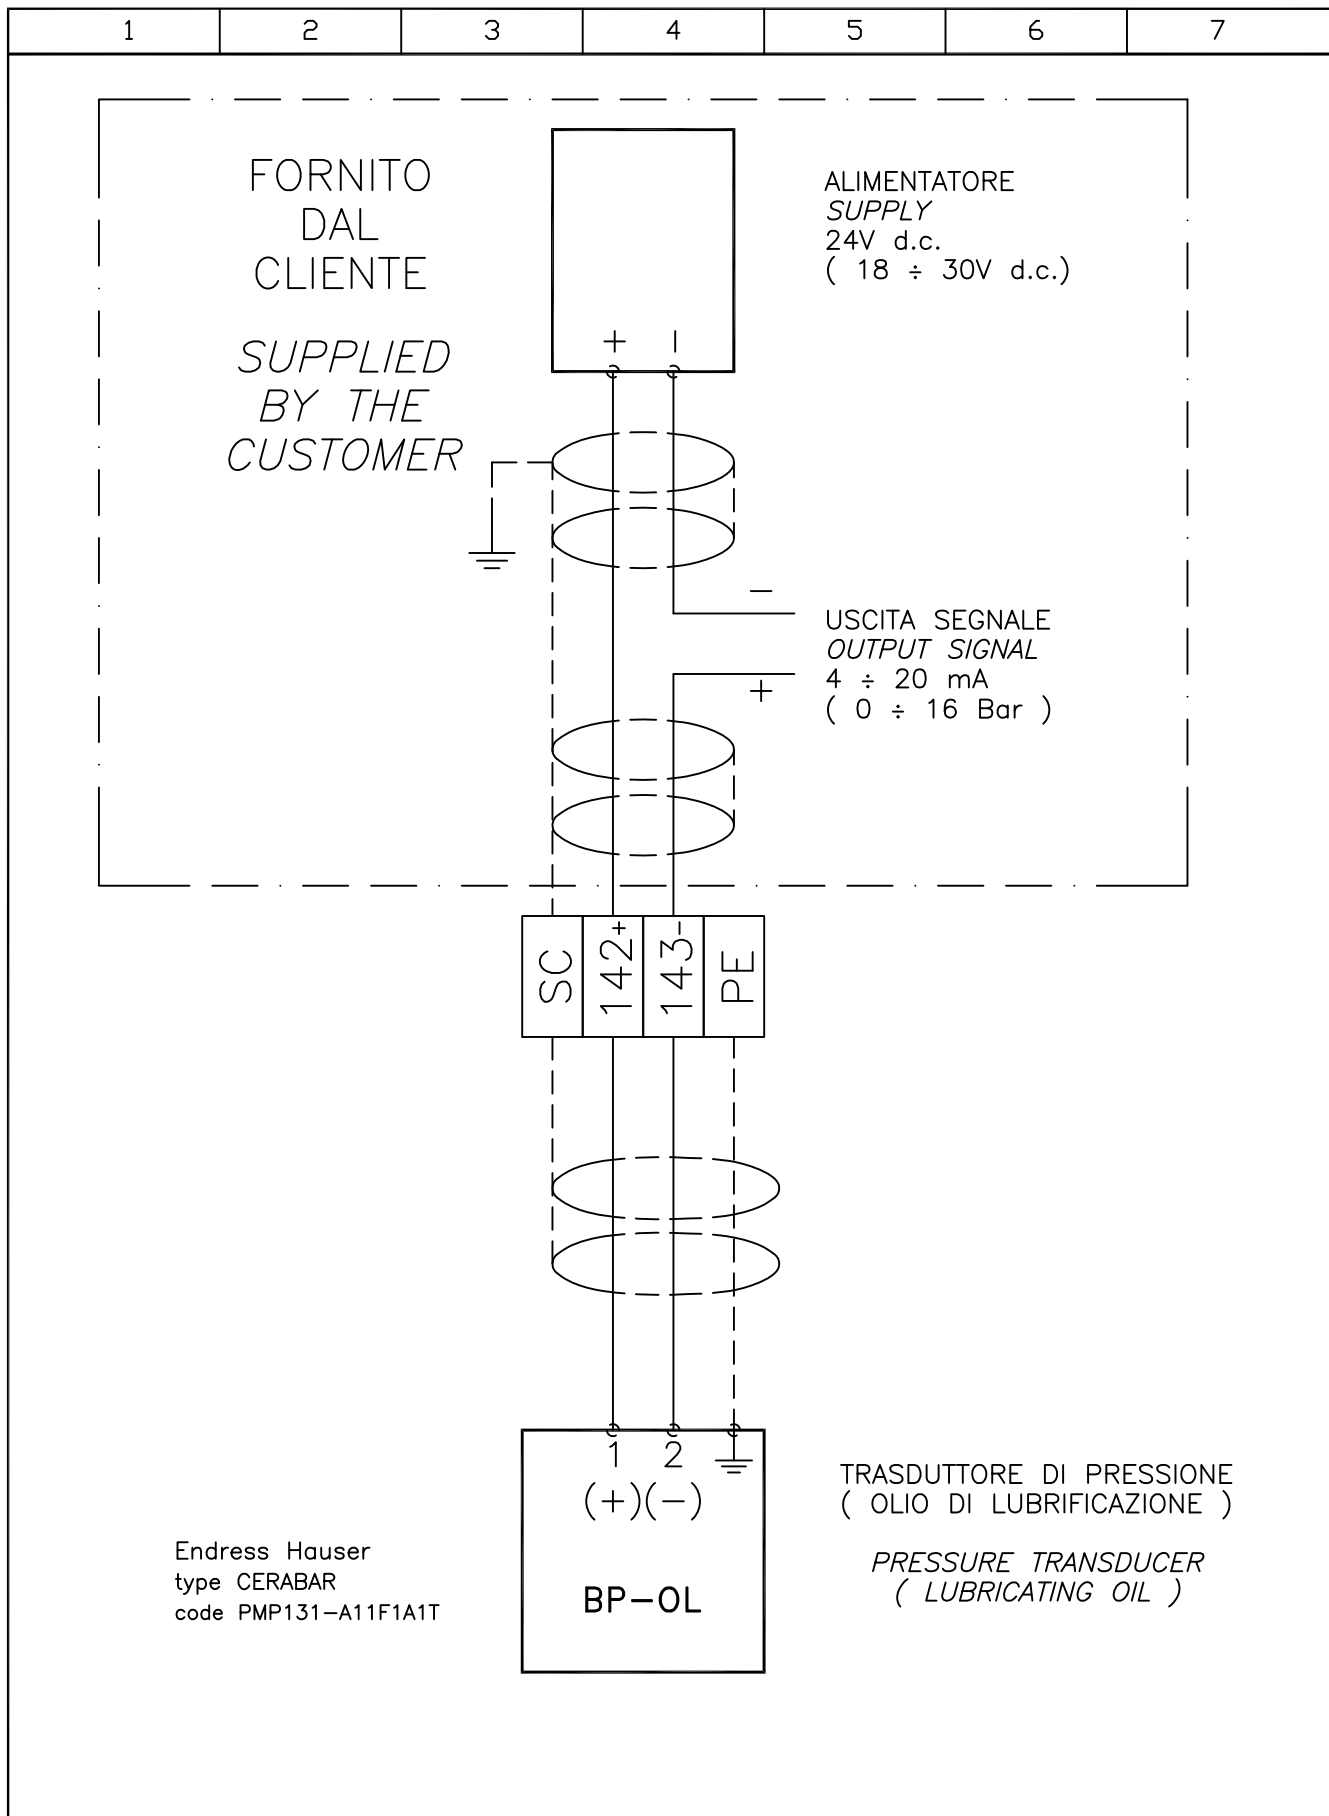 1 2 3 4 5 6 7
FORNITO
DAL
CLIENTE
SUPPLIED
BY THE
CUSTOMER
ALIMENTATORE
SUPPLY
24V d.c.
( 18 ÷ 30V d.c.)
+ −
−
USCITA SEGNALE
OUTPUT SIGNAL
4 ÷ 20 mA
( 0 ÷ 16 Bar )
+
SC 142+ 143- PE
1 2
(+)(−)
BP-OL
TRASDUTTORE DI PRESSIONE
( OLIO DI LUBRIFICAZIONE )
PRESSURE TRANSDUCER
( LUBRICATING OIL )
Endress Hauser
type CERABAR
code PMP131-A11F1A1T